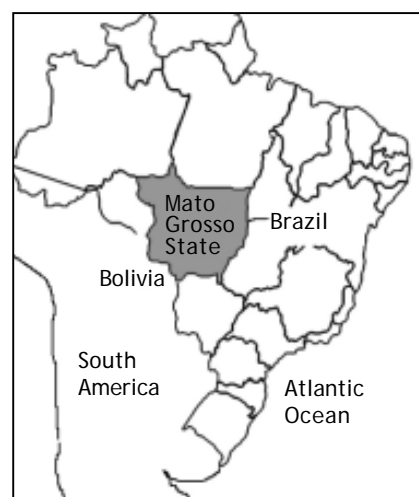 Mato
Grosso
State
Brazil
Bolivia
South
America
Atlantic
Ocean